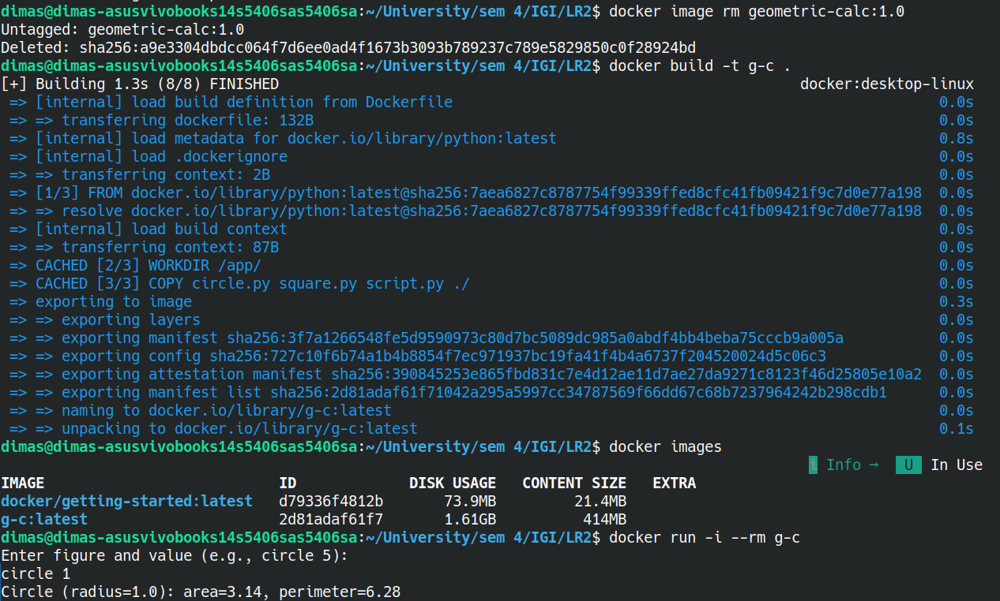 dimas@dimas-asusvivobooks14s5406sas5406sa:~/University/sem 4/IGI/LR2$ docker image rm geometric-calc:1.0
Untagged: geometric-calc:1.0
Deleted: sha256:a9e3304dbdcc064f7d6ee0ad4f1673b3093b789237c789e5829850c0f28924bd
dimas@dimas-asusvivobooks14s5406sas5406sa:~/University/sem 4/IGI/LR2$ docker build -t g-c .
[+] Building 1.3s (8/8) FINISHED docker:desktop-linux
=> [internal] load build definition from Dockerfile 0.0s
=> => transferring dockerfile: 132B 0.0s
=> [internal] load metadata for docker.io/library/python:latest 0.8s
=> [internal] load .dockerignore 0.0s
=> => transferring context: 2B 0.0s
=> [1/3] FROM docker.io/library/python:latest@sha256:7aea6827c8787754f99339ffed8cfc41fb09421f9c7d0e77a198 0.0s
=> => resolve docker.io/library/python:latest@sha256:7aea6827c8787754f99339ffed8cfc41fb09421f9c7d0e77a198 0.0s
=> [internal] load build context 0.0s
=> => transferring context: 87B 0.0s
=> CACHED [2/3] WORKDIR /app/ 0.0s
=> CACHED [3/3] COPY circle.py square.py script.py ./ 0.0s
=> exporting to image 0.3s
=> => exporting layers 0.0s
=> => exporting manifest sha256:3f7a1266548fe5d9590973c80d7bc5089dc985a0abdf4bb4beba75cccb9a005a 0.0s
=> => exporting config sha256:727c10f6b74a1b4b8854f7ec971937bc19fa41f4b4a6737f204520024d5c06c3 0.0s
=> => exporting attestation manifest sha256:390845253e865fbd831c7e4d12ae11d7ae27da9271c8123f46d25805e10a2 0.0s
=> => exporting manifest list sha256:2d81adaf61f71042a295a5997cc34787569f66dd67c68b7237964242b298cdb1 0.0s
=> => naming to docker.io/library/g-c:latest 0.0s
=> => unpacking to docker.io/library/g-c:latest 0.1s
dimas@dimas-asusvivobooks14s5406sas5406sa:~/University/sem 4/IGI/LR2$ docker images
i Info → U In Use
IMAGE ID DISK USAGE CONTENT SIZE EXTRA
docker/getting-started:latest d79336f4812b 73.9MB 21.4MB
g-c:latest 2d81adaf61f7 1.61GB 414MB
dimas@dimas-asusvivobooks14s5406sas5406sa:~/University/sem 4/IGI/LR2$ docker run -i --rm g-c
Enter figure and value (e.g., circle 5):
circle 1
Circle (radius=1.0): area=3.14, perimeter=6.28